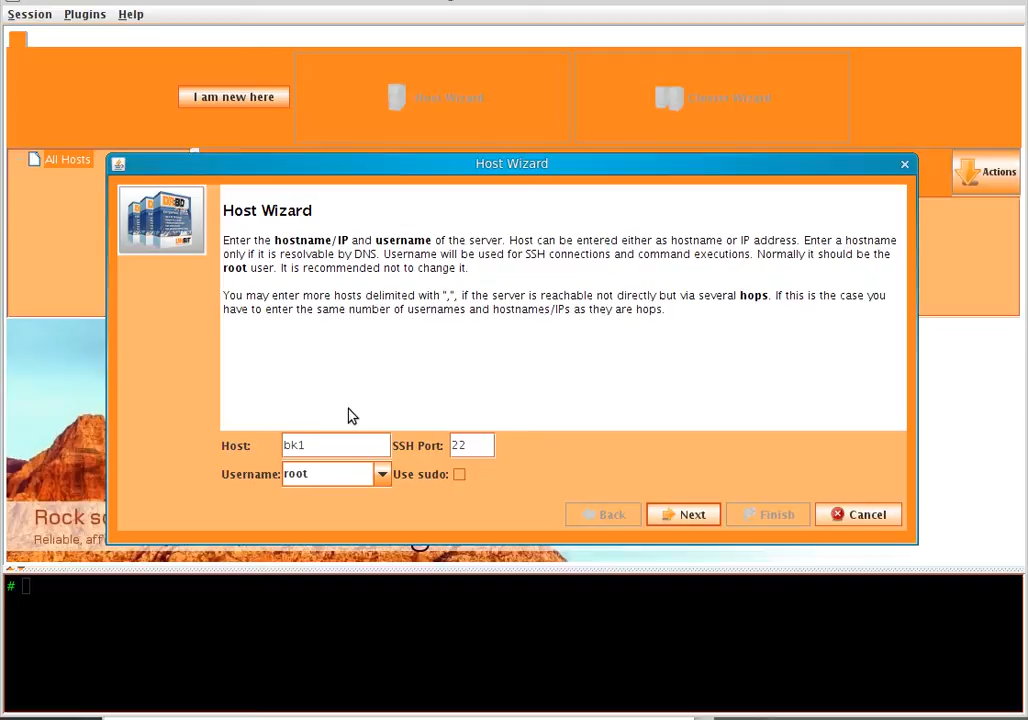 Session Plugins Help
I am new here
Host Wizard
Cluster Wizard
All Hosts
Actions
Host Wizard
DRBD
LINBIT
Host Wizard
Enter the hostname/IP and username of the server. Host can be entered either as hostname or IP address. Enter a hostname
only if it is resolvable by DNS. Username will be used for SSH connections and command executions. Normally it should be the
root user. It is recommended not to change it.
You may enter more hosts delimited with ",", if the server is reachable not directly but via several hops. If this is the case you
have to enter the same number of usernames and hostnames/IPs as they are hops.
Host: bk1 SSH Port: 22
Username: root Use sudo:
Back Next Finish Cancel
Rock so
Reliable, aff
#